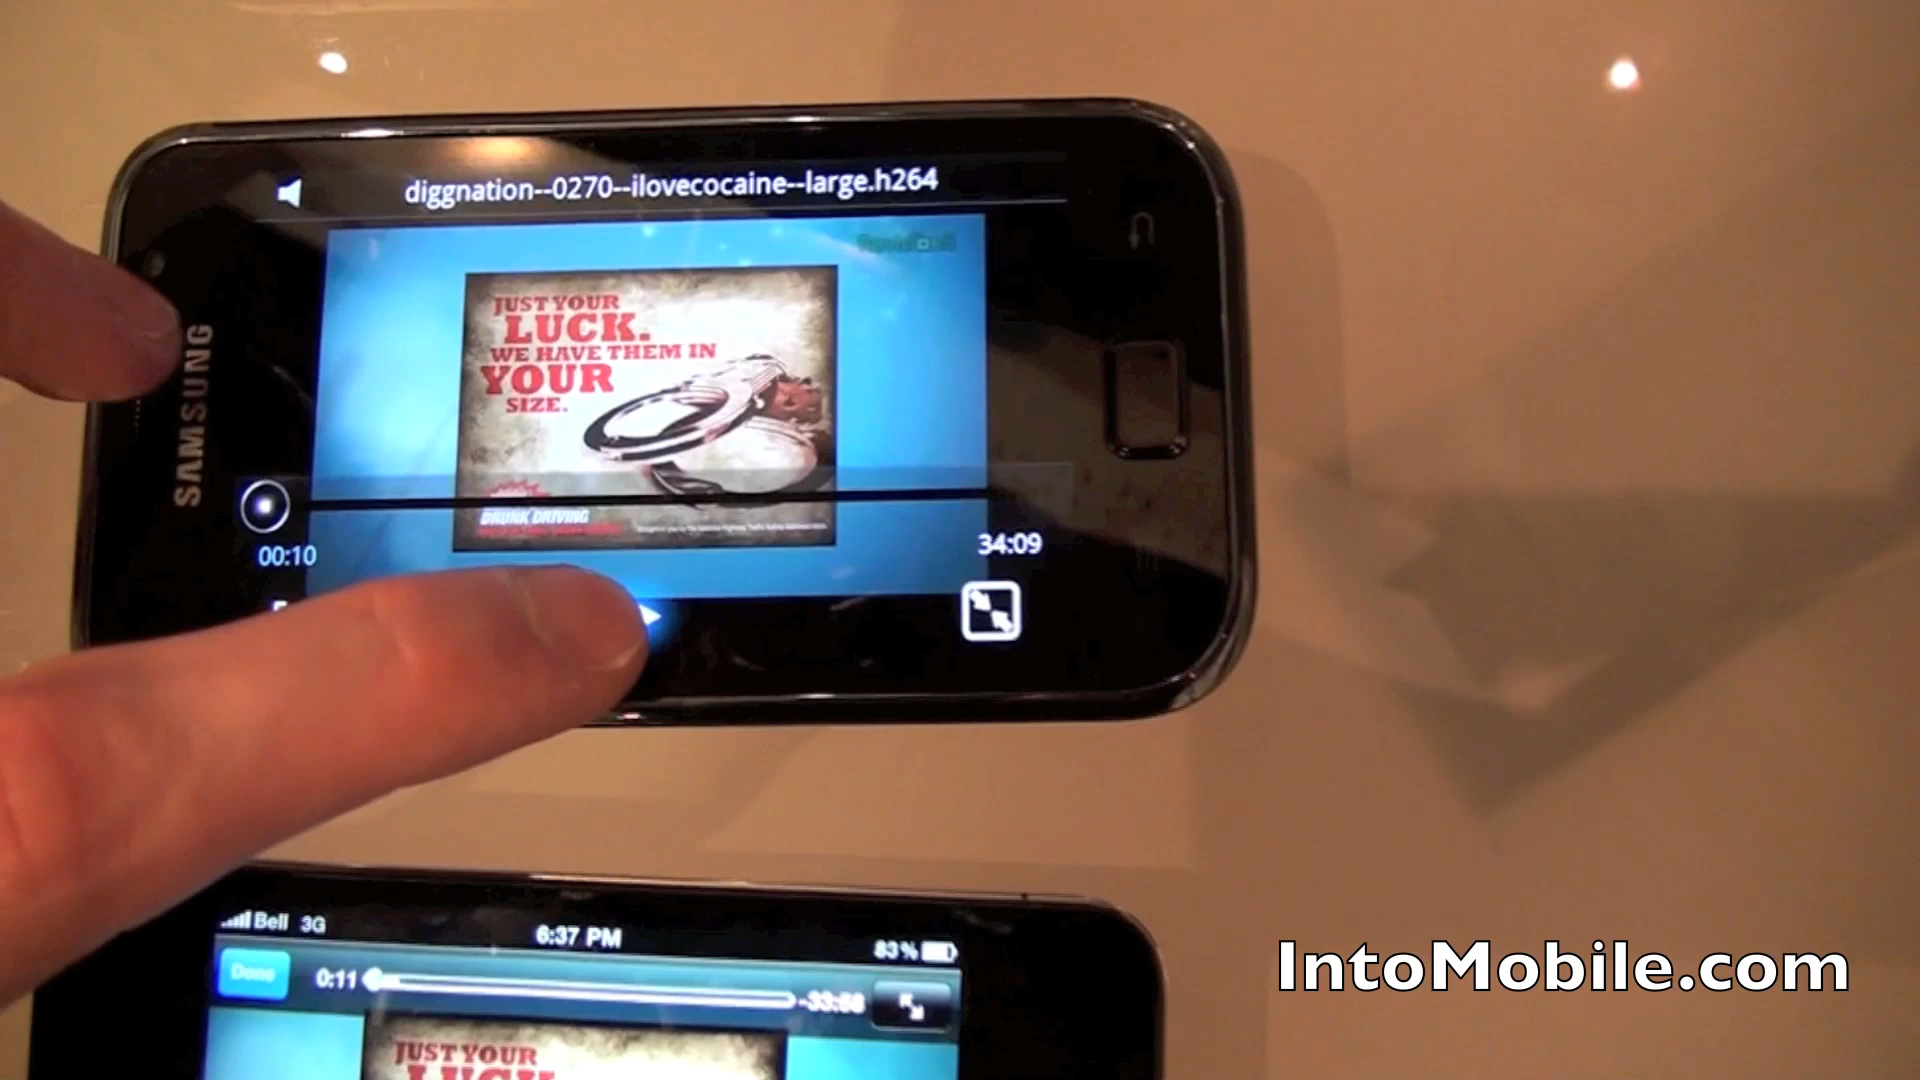 diggnation--0270--ilovecocaine--large.h264
JUST YOUR
LUCK.
WE HAVE THEM IN
YOUR
SIZE.
DRUNK DRIVING
SAMSUNG
00:10
34:09
Bell 3G
6:37 PM
83%
Done
0:11
-33:58
JUST YOUR
LUCK.
IntoMobile.com